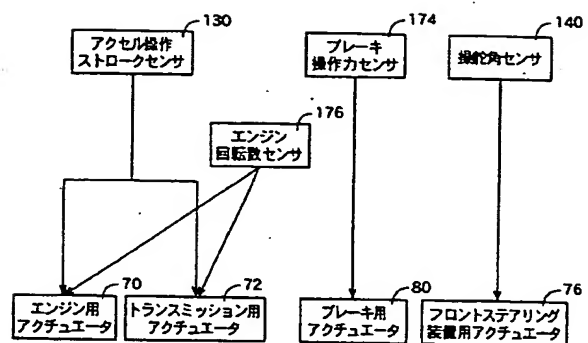 130
アクセル操作
ストロークセンサ
174
ブレーキ
操作力センサ
140
操舵角センサ
176
エンジン
回転数センサ
70
エンジン用
アクチュエータ
72
トランスミッション用
アクチュエータ
80
ブレーキ用
アクチュエータ
76
フロントステアリング
装置用アクチュエータ